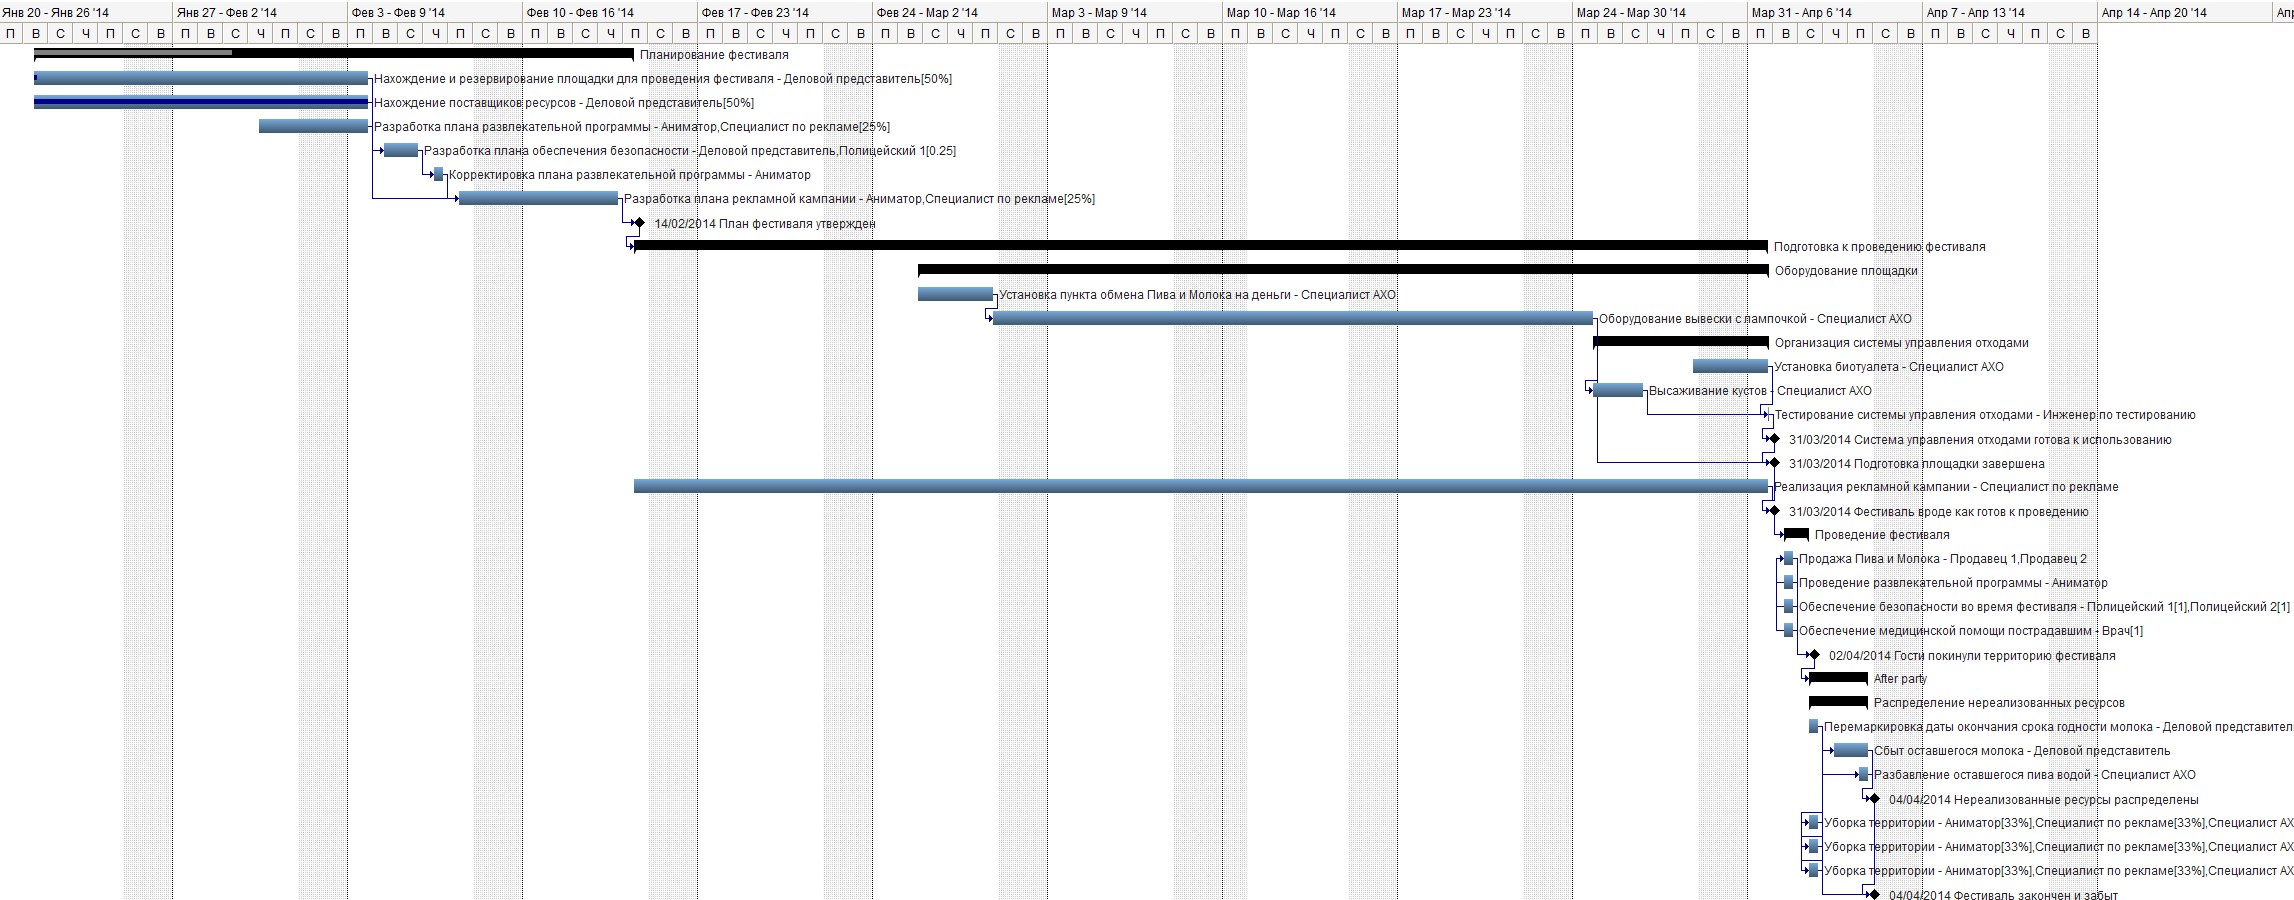 Янв 20 - Янв 26 '14 Янв 27 - Фев 2 '14 Фев 3 - Фев 9 '14 Фев 10 - Фев 16 '14 Фев 17 - Фев 23 '14 Фев 24 - Мар 2 '14 Мар 3 - Мар 9 '14 Мар 10 - Мар 16 '14 Мар 17 - Мар 23 '14 Мар 24 - Мар 30 '14 Мар 31 - Апр 6 '14 Апр 7 - Апр 13 '14 Апр 14 - Апр 20 '14 Апр
П В С Ч П С В П В С Ч П С В П В С Ч П С В П В С Ч П С В П В С Ч П С В П В С Ч П С В П В С Ч П С В П В С Ч П С В П В С Ч П С В П В С Ч П С В П В С Ч П С В П В С Ч П С В
Планирование фестиваля
Нахождение и резервирование площадки для проведения фестиваля - Деловой представитель[50%]
Нахождение поставщиков ресурсов - Деловой представитель[50%]
Разработка плана развлекательной программы - Аниматор,Специалист по рекламе[25%]
Разработка плана обеспечения безопасности - Деловой представитель,Полицейский 1[0.25]
Корректировка плана развлекательной программы - Аниматор
Разработка плана рекламной кампании - Аниматор,Специалист по рекламе[25%]
14/02/2014 План фестиваля утвержден
Подготовка к проведению фестиваля
Оборудование площадки
Установка пункта обмена Пива и Молока на деньги - Специалист АХО
Оборудование вывески с лампочкой - Специалист АХО
Организация системы управления отходами
Установка биотуалета - Специалист АХО
Высаживание кустов - Специалист АХО
Тестирование системы управления отходами - Инженер по тестированию
31/03/2014 Система управления отходами готова к использованию
31/03/2014 Подготовка площадки завершена
Реализация рекламной кампании - Специалист по рекламе
31/03/2014 Фестиваль вроде как готов к проведению
Проведение фестиваля
Продажа Пива и Молока - Продавец 1,Продавец 2
Проведение развлекательной программы - Аниматор
Обеспечение безопасности во время фестиваля - Полицейский 1[1],Полицейский 2[1]
Обеспечение медицинской помощи пострадавшим - Врач[1]
02/04/2014 Гости покинули территорию фестиваля
After party
Распределение нереализованных ресурсов
Перемаркировка даты окончания срока годности молока - Деловой представител
Сбыт оставшегося молока - Деловой представитель
Разбавление оставшегося пива водой - Специалист АХО
04/04/2014 Нереализованные ресурсы распределены
Уборка территории - Аниматор[33%],Специалист по рекламе[33%],Специалист АХ
Уборка территории - Аниматор[33%],Специалист по рекламе[33%],Специалист АХ
Уборка территории - Аниматор[33%],Специалист по рекламе[33%],Специалист АХ
04/04/2014 Фестиваль закончен и забыт